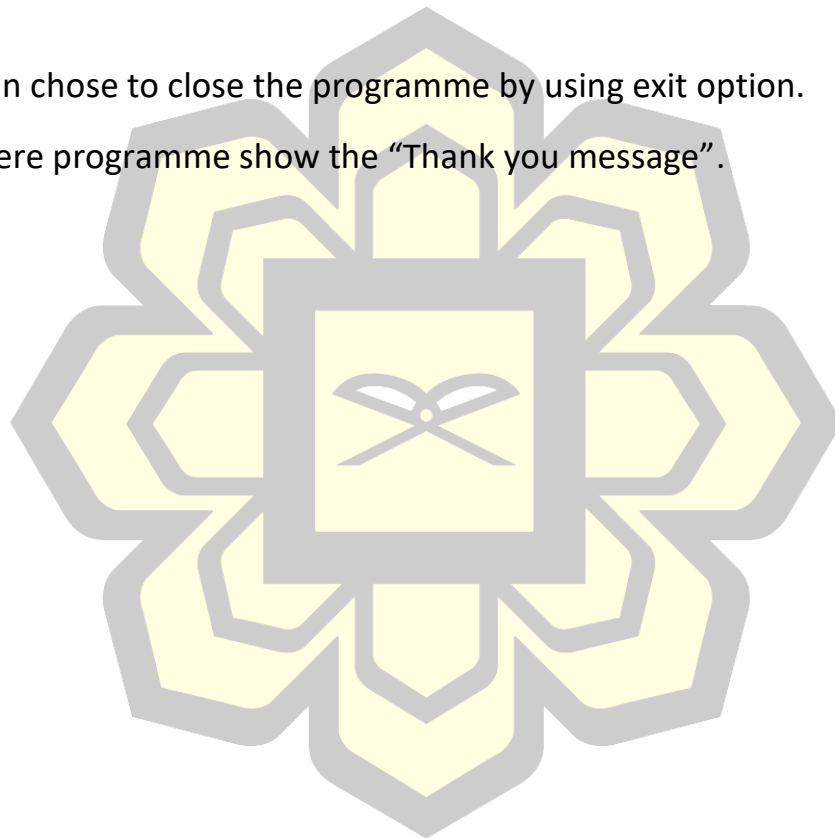 n chose to close the programme by using exit option.
ere programme show the “Thank you message”.